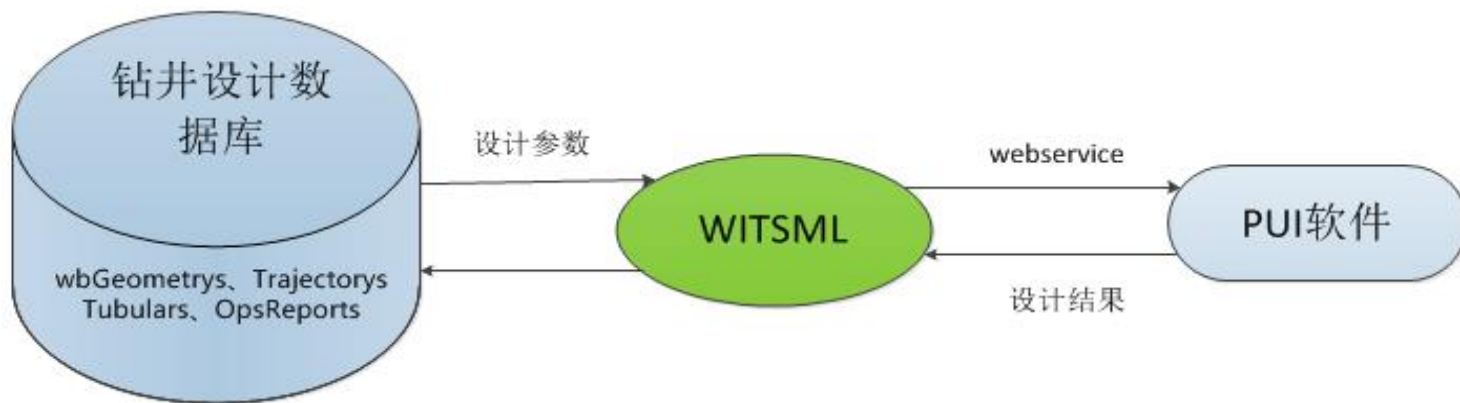 钻井设计数
据库
wbGeometrys、Trajectorys
Tubulars、OpsReports
设计参数
WITSML
webservice
设计结果
PUI软件